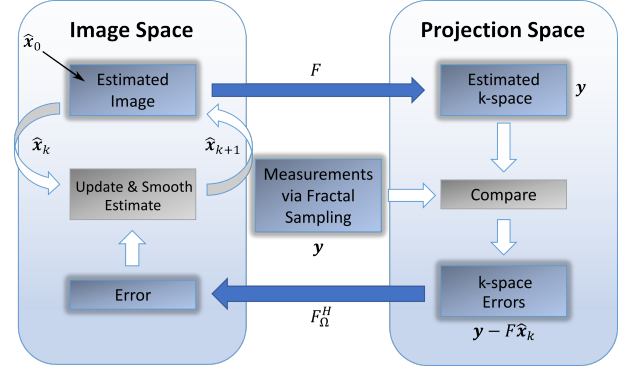 Image Space
Projection Space
x̂₀
Estimated
Image
F
Estimated
k-space
y
x̂ₖ
x̂ₖ₊₁
Update & Smooth
Estimate
Measurements
via Fractal
Sampling
y
Compare
Error
F_Ω^H
k-space
Errors
y − Fx̂ₖ